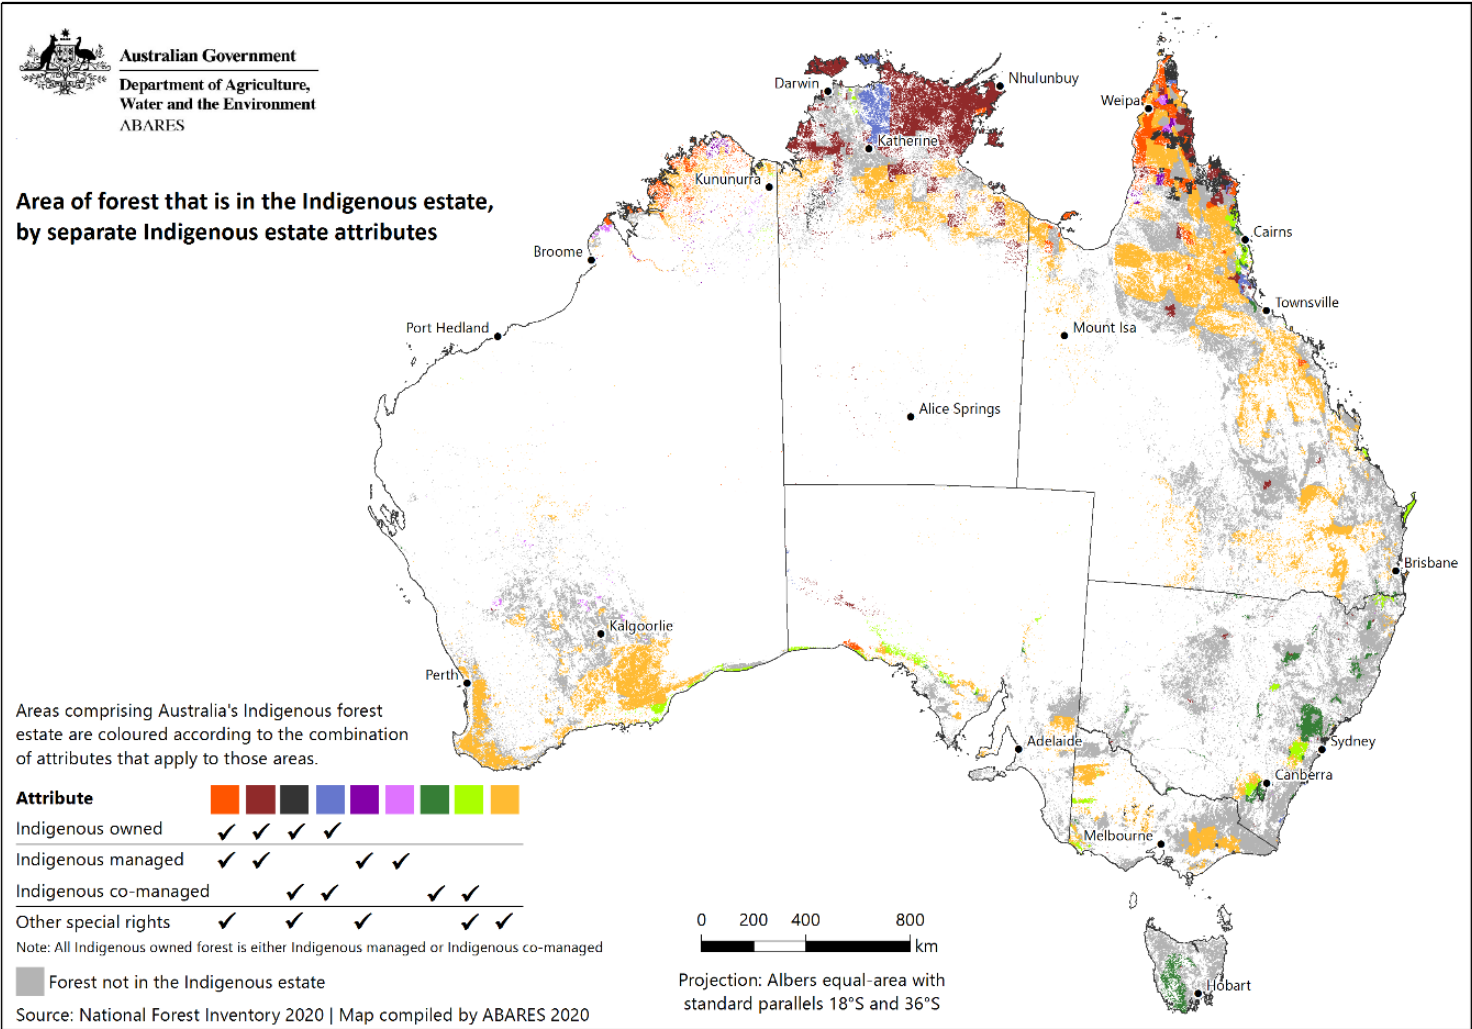 Australian Government
Department of Agriculture,
Water and the Environment
ABARES
Area of forest that is in the Indigenous estate,
by separate Indigenous estate attributes
Darwin
Nhulunbuy
Weipa
Katherine
Kununurra
Cairns
Broome
Townsville
Port Hedland
Mount Isa
Alice Springs
Brisbane
Kalgoorlie
Perth
Adelaide
Sydney
Canberra
Melbourne
Hobart
Areas comprising Australia's Indigenous forest
estate are coloured according to the combination
of attributes that apply to those areas.
Attribute
Indigenous owned ✓ ✓ ✓ ✓
Indigenous managed ✓ ✓ ✓ ✓
Indigenous co-managed ✓ ✓ ✓ ✓
Other special rights ✓ ✓ ✓ ✓ ✓
Note: All Indigenous owned forest is either Indigenous managed or Indigenous co-managed
Forest not in the Indigenous estate
Source: National Forest Inventory 2020 | Map compiled by ABARES 2020
0 200 400 800
km
Projection: Albers equal-area with
standard parallels 18°S and 36°S